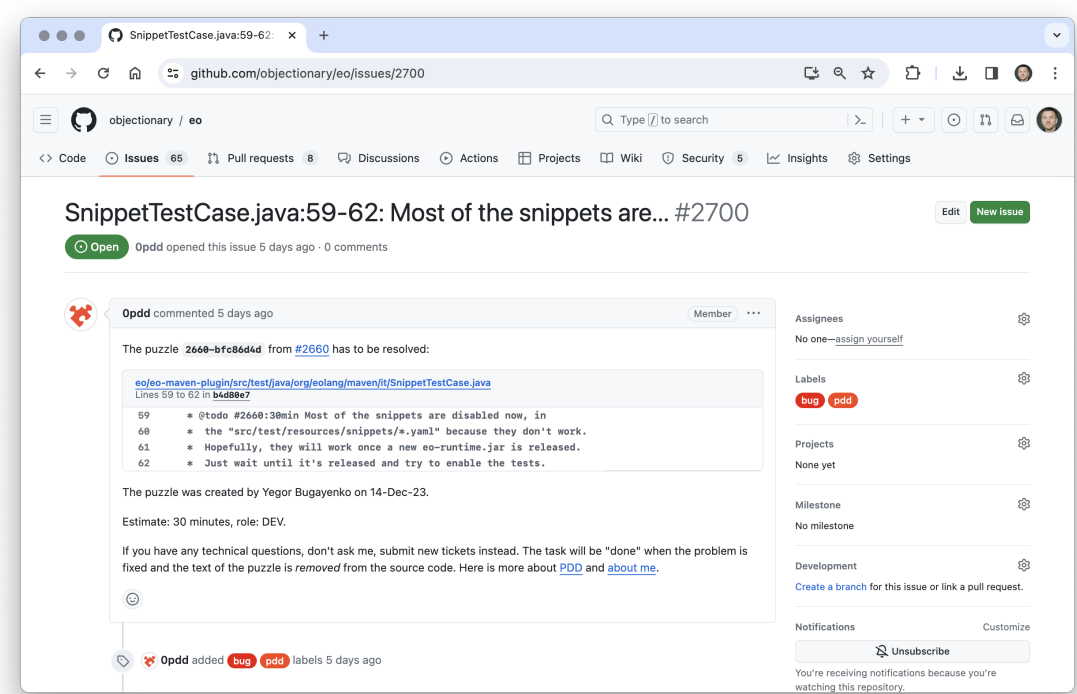 SnippetTestCase.java:59-62:
github.com/objectionary/eo/issues/2700
objectionary / eo
Type / to search
Code
Issues 65
Pull requests 8
Discussions
Actions
Projects
Wiki
Security 5
Insights
Settings
SnippetTestCase.java:59-62: Most of the snippets are... #2700
Edit
New issue
Open
0pdd opened this issue 5 days ago · 0 comments
0pdd commented 5 days ago
Member
The puzzle 2660-bfc86d4d from #2660 has to be resolved:
eo/eo-maven-plugin/src/test/java/org/eolang/maven/it/SnippetTestCase.java
Lines 59 to 62 in b4d80e7
59 * @todo #2660:30min Most of the snippets are disabled now, in
60 * the "src/test/resources/snippets/*.yaml" because they don't work.
61 * Hopefully, they will work once a new eo-runtime.jar is released.
62 * Just wait until it's released and try to enable the tests.
The puzzle was created by Yegor Bugayenko on 14-Dec-23.
Estimate: 30 minutes, role: DEV.
If you have any technical questions, don't ask me, submit new tickets instead. The task will be "done" when the problem is
fixed and the text of the puzzle is removed from the source code. Here is more about PDD and about me.
0pdd added bug pdd labels 5 days ago
Assignees
No one—assign yourself
Labels
bug pdd
Projects
None yet
Milestone
No milestone
Development
Create a branch for this issue or link a pull request.
Notifications
Customize
Unsubscribe
You're receiving notifications because you're
watching this repository.